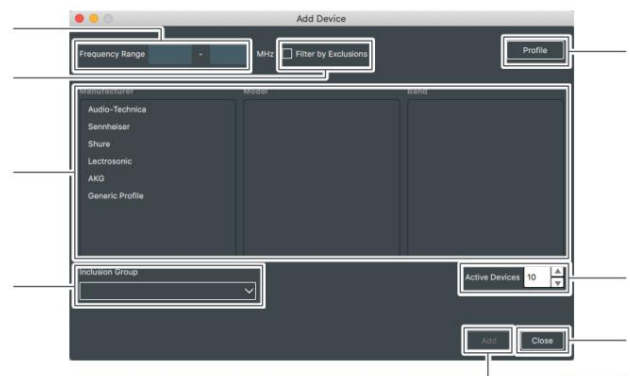 Add Device
Frequency Range - MHz Filter by Exclusions Profile
Manufacturer Model Band
Audio-Technica
Sennheiser
Shure
Lectrosonic
AKG
Generic Profile
Inclusion Group
Active Devices 10
Add Close